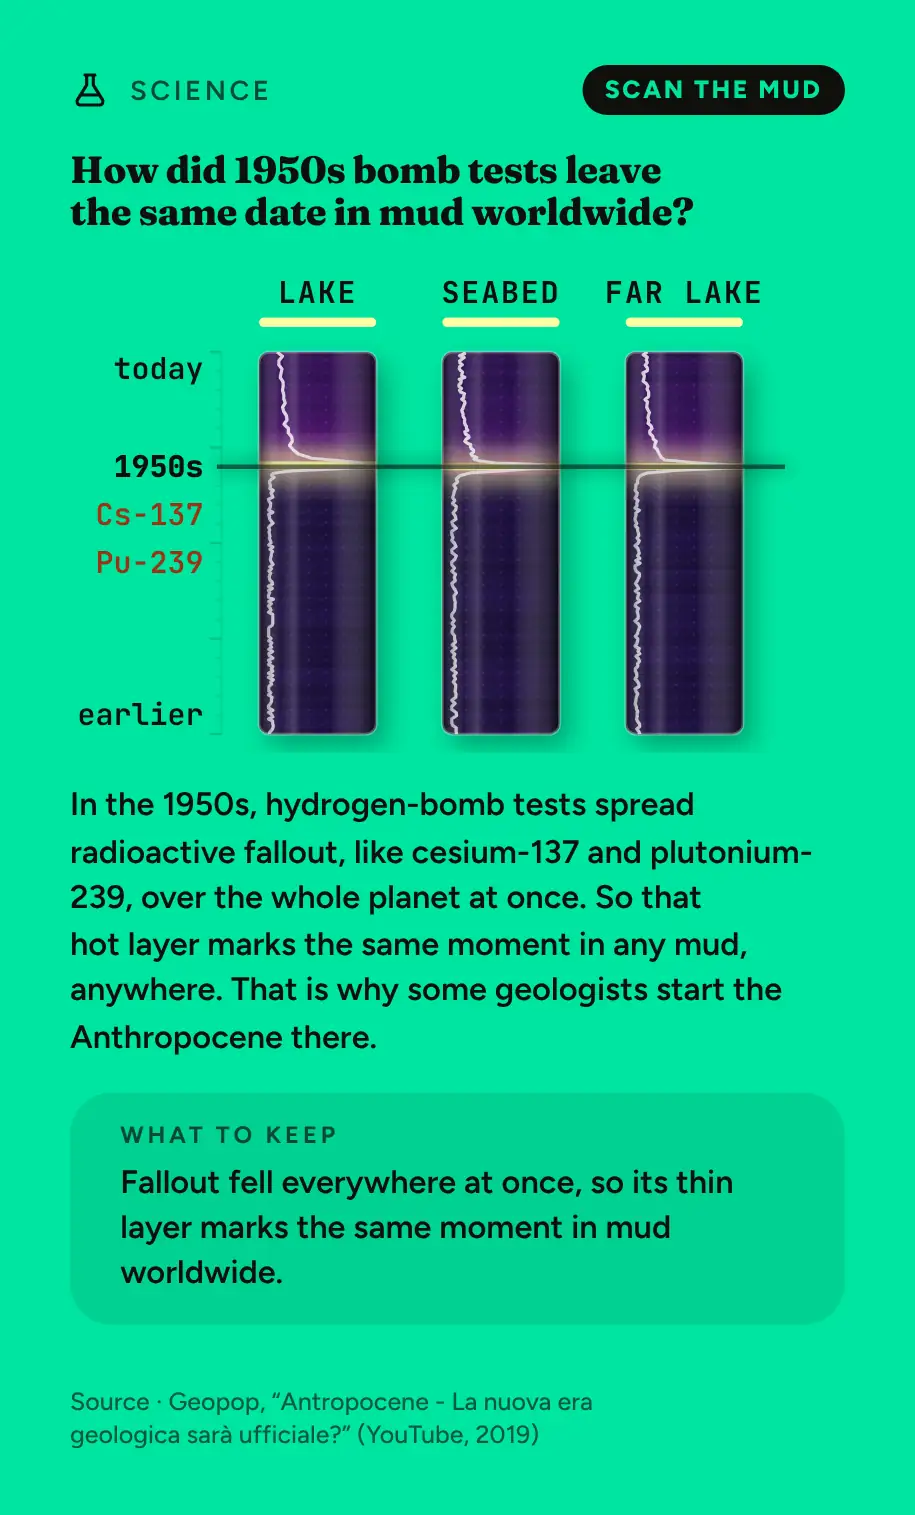 SCIENCE
SCAN THE MUD
How did 1950s bomb tests leave
the same date in mud worldwide?
LAKE
SEABED
FAR LAKE
today
1950s
Cs-137
Pu-239
earlier
In the 1950s, hydrogen-bomb tests spread
radioactive fallout, like cesium-137 and plutonium-
239, over the whole planet at once. So that
hot layer marks the same moment in any mud,
anywhere. That is why some geologists start the
Anthropocene there.
WHAT TO KEEP
Fallout fell everywhere at once, so its thin
layer marks the same moment in mud
worldwide.
Source · Geopop, “Antropocene - La nuova era
geologica sarà ufficiale?” (YouTube, 2019)